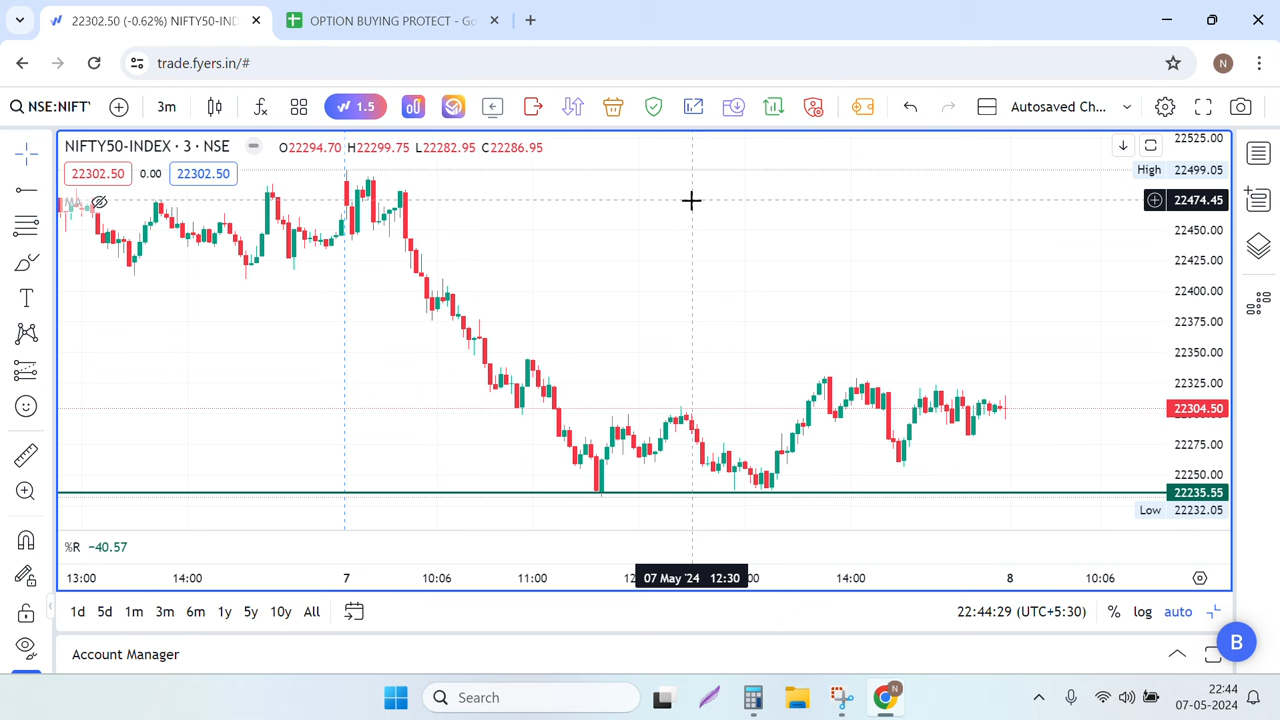 22302.50 (-0.62%) NIFTY50-IND
OPTION BUYING PROTECT - Go
trade.fyers.in/#
N
NSE:NIFTY
3m
1.5
Autosaved Ch...
NIFTY50-INDEX · 3 · NSE
O22294.70 H22299.75 L22282.95 C22286.95
22302.50 0.00 22302.50
22525.00
High 22499.05
22474.45
22450.00
22425.00
22400.00
22375.00
22350.00
22325.00
22304.50
22275.00
22250.00
22235.55
Low 22232.05
%R −40.57
13:00 14:00 7 10:06 11:00 07 May '24 12:30 14:00 8 10:06
1d 5d 1m 3m 6m 1y 5y 10y All
22:44:29 (UTC+5:30) % log auto
B
Account Manager
Search
N
22:44
07-05-2024